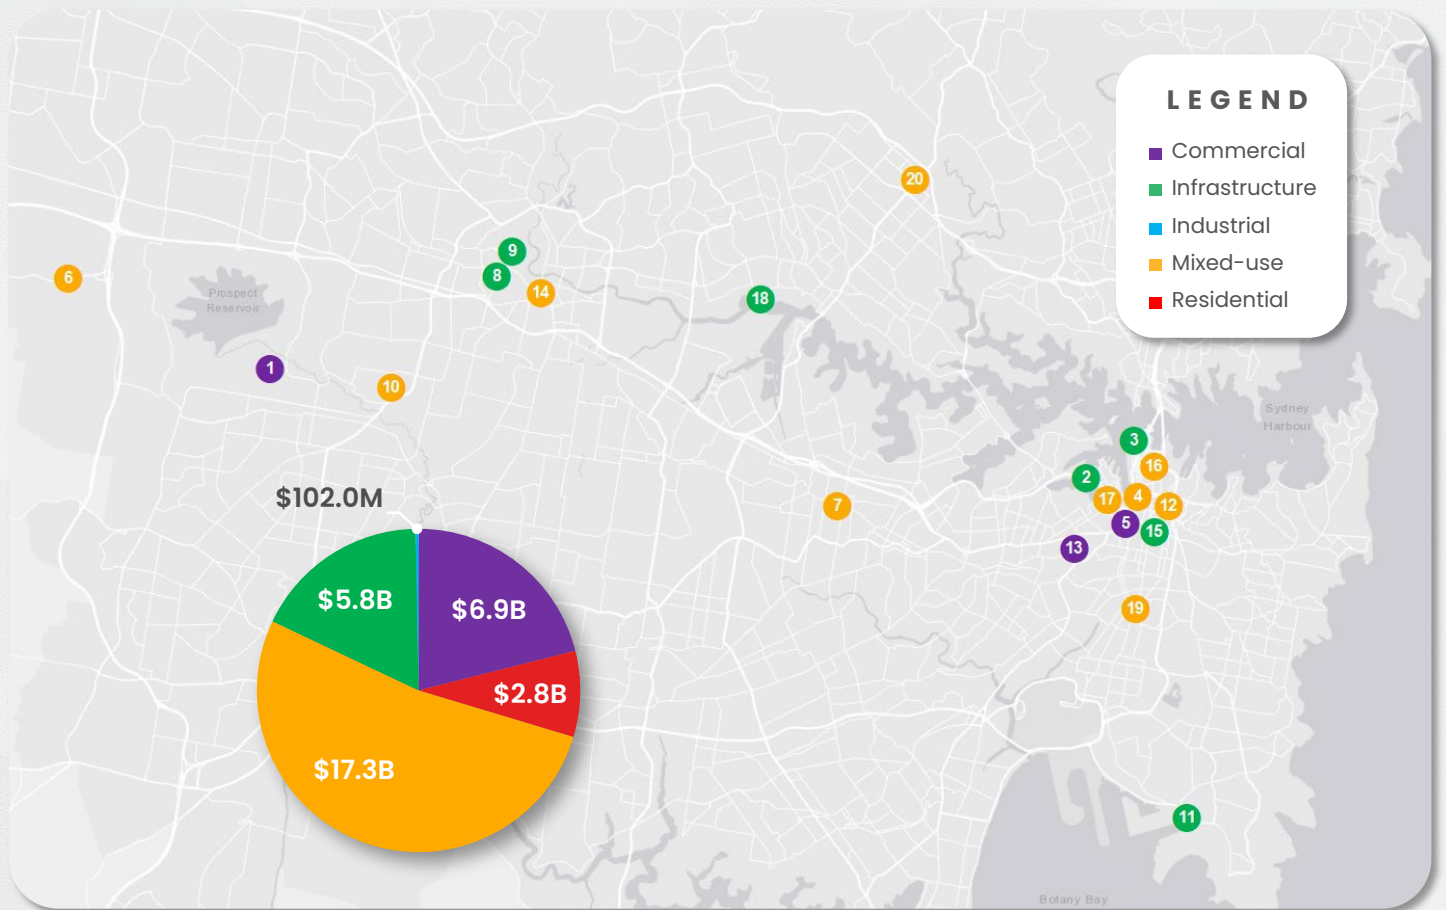 LEGEND
Commercial
Infrastructure
Industrial
Mixed-use
Residential
20
9
8
14
6
Prospect
Reservoir
18
1
10
Sydney
Harbour
3
16
2
17
4
12
7
5
15
13
19
11
Botany Bay
$102.0M
$5.8B
$6.9B
$2.8B
$17.3B